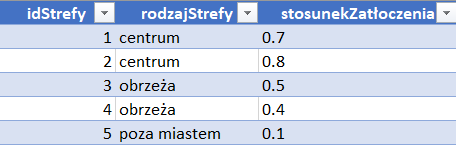 idStrefy rodzajStrefy stosunekZatłoczenia
1 centrum 0.7
2 centrum 0.8
3 obrzeża 0.5
4 obrzeża 0.4
5 poza miastem 0.1